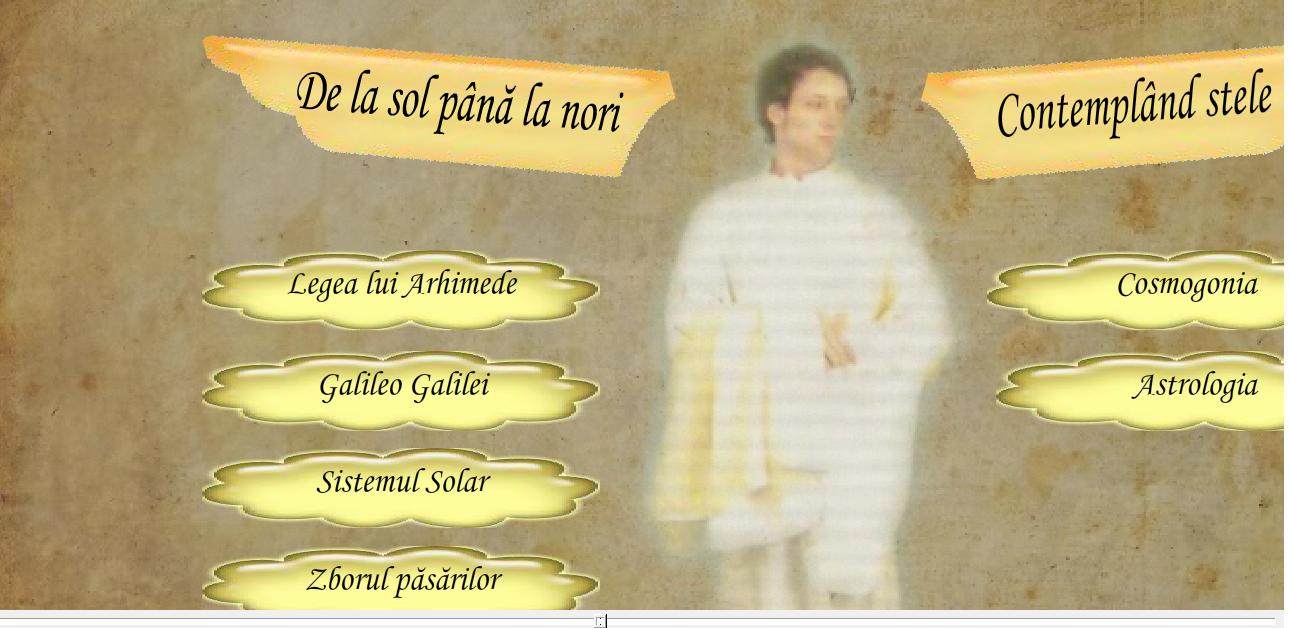 De la sol până la nori
Contemplând stele
Legea lui Arhimede
Galileo Galilei
Sistemul Solar
Zborul păsărilor
Cosmogonia
Astrologia